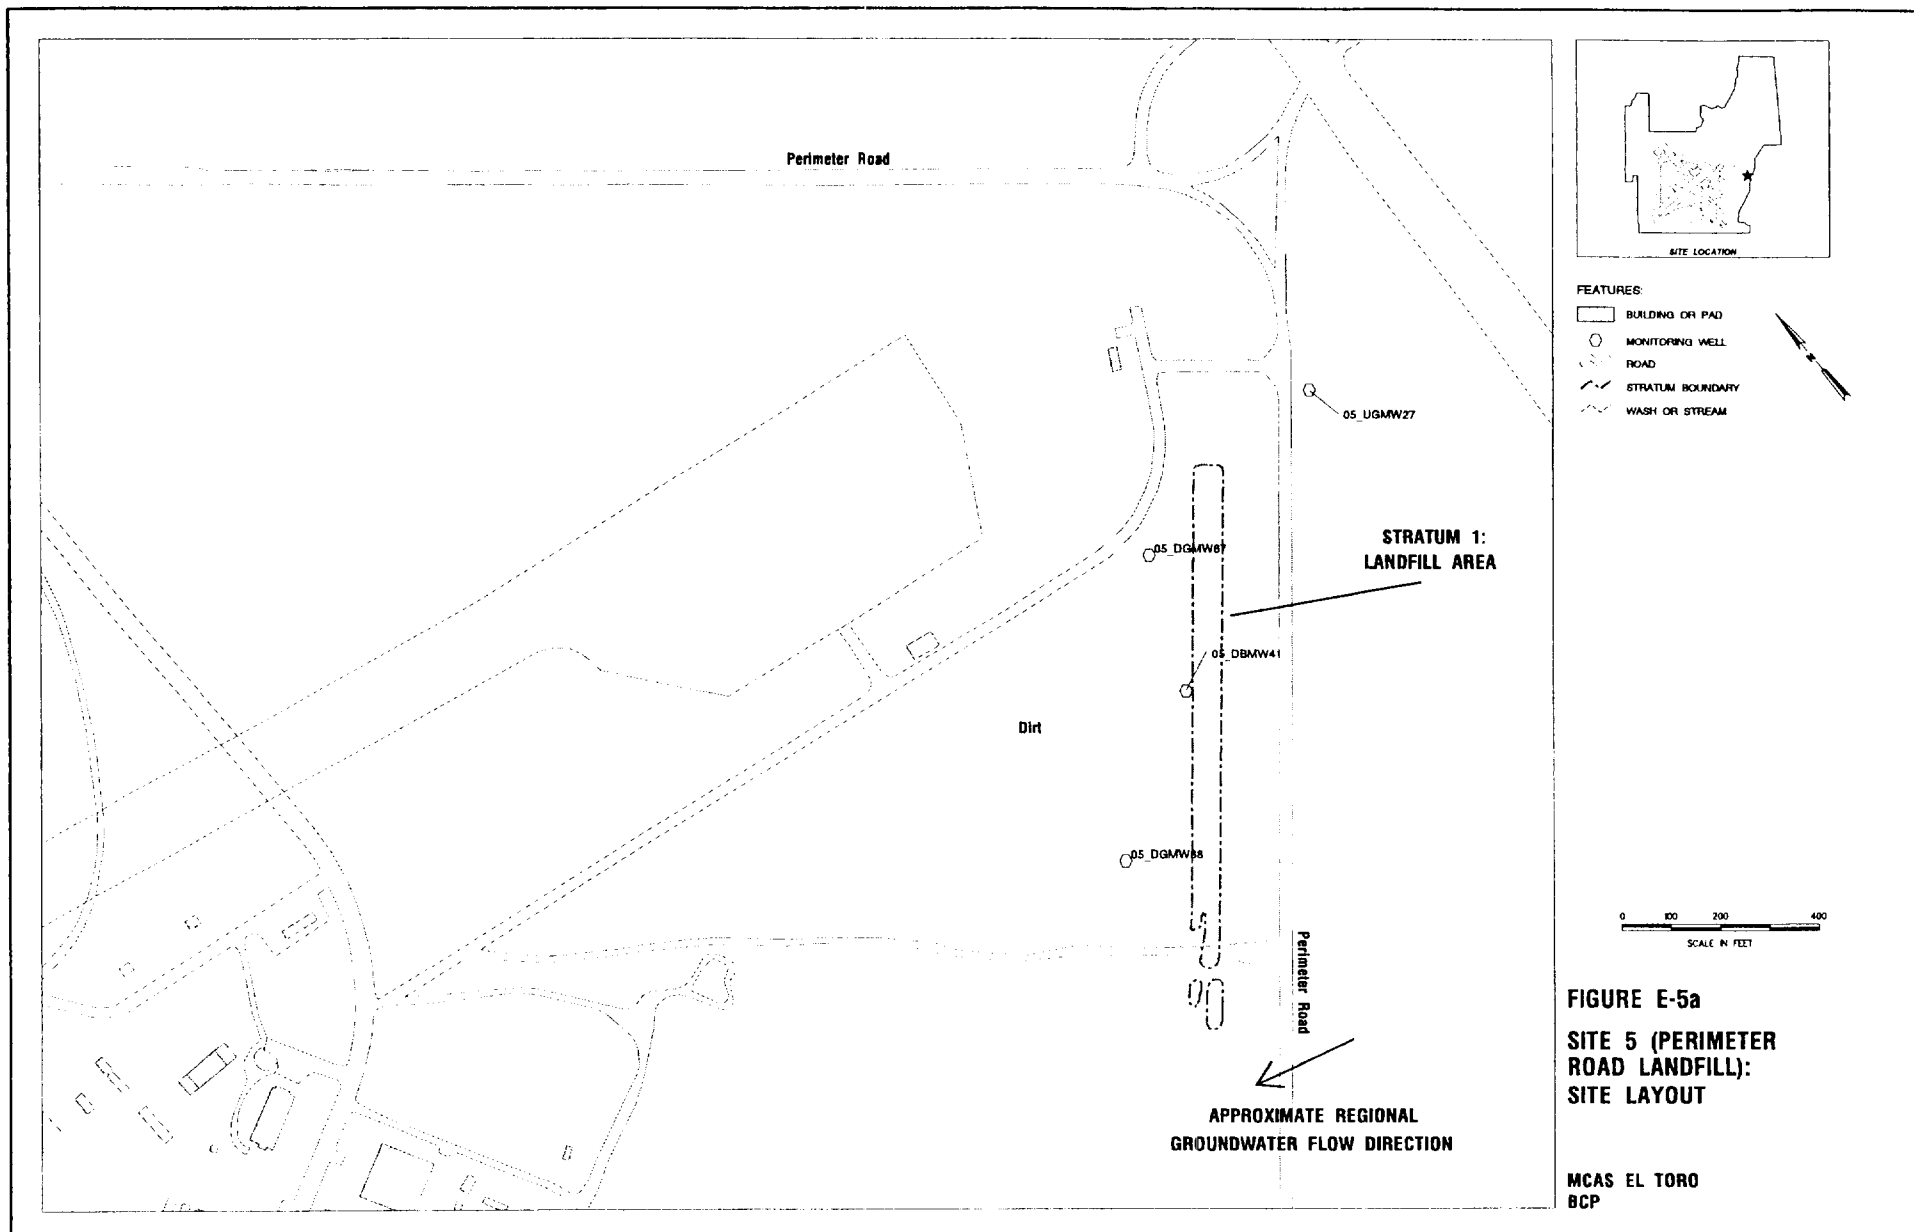 Perimeter Road
SITE LOCATION
FEATURES:
BUILDING OR PAD
MONITORING WELL
ROAD
STRATUM BOUNDARY
WASH OR STREAM
N
05_UGMW27
STRATUM 1:
LANDFILL AREA
05_DGMW67
05_DBMW41
Dirt
05_DGMW68
0 100 200 400
SCALE IN FEET
Perimeter Road
APPROXIMATE REGIONAL
GROUNDWATER FLOW DIRECTION
FIGURE E-5a
SITE 5 (PERIMETER
ROAD LANDFILL):
SITE LAYOUT
MCAS EL TORO
BCP